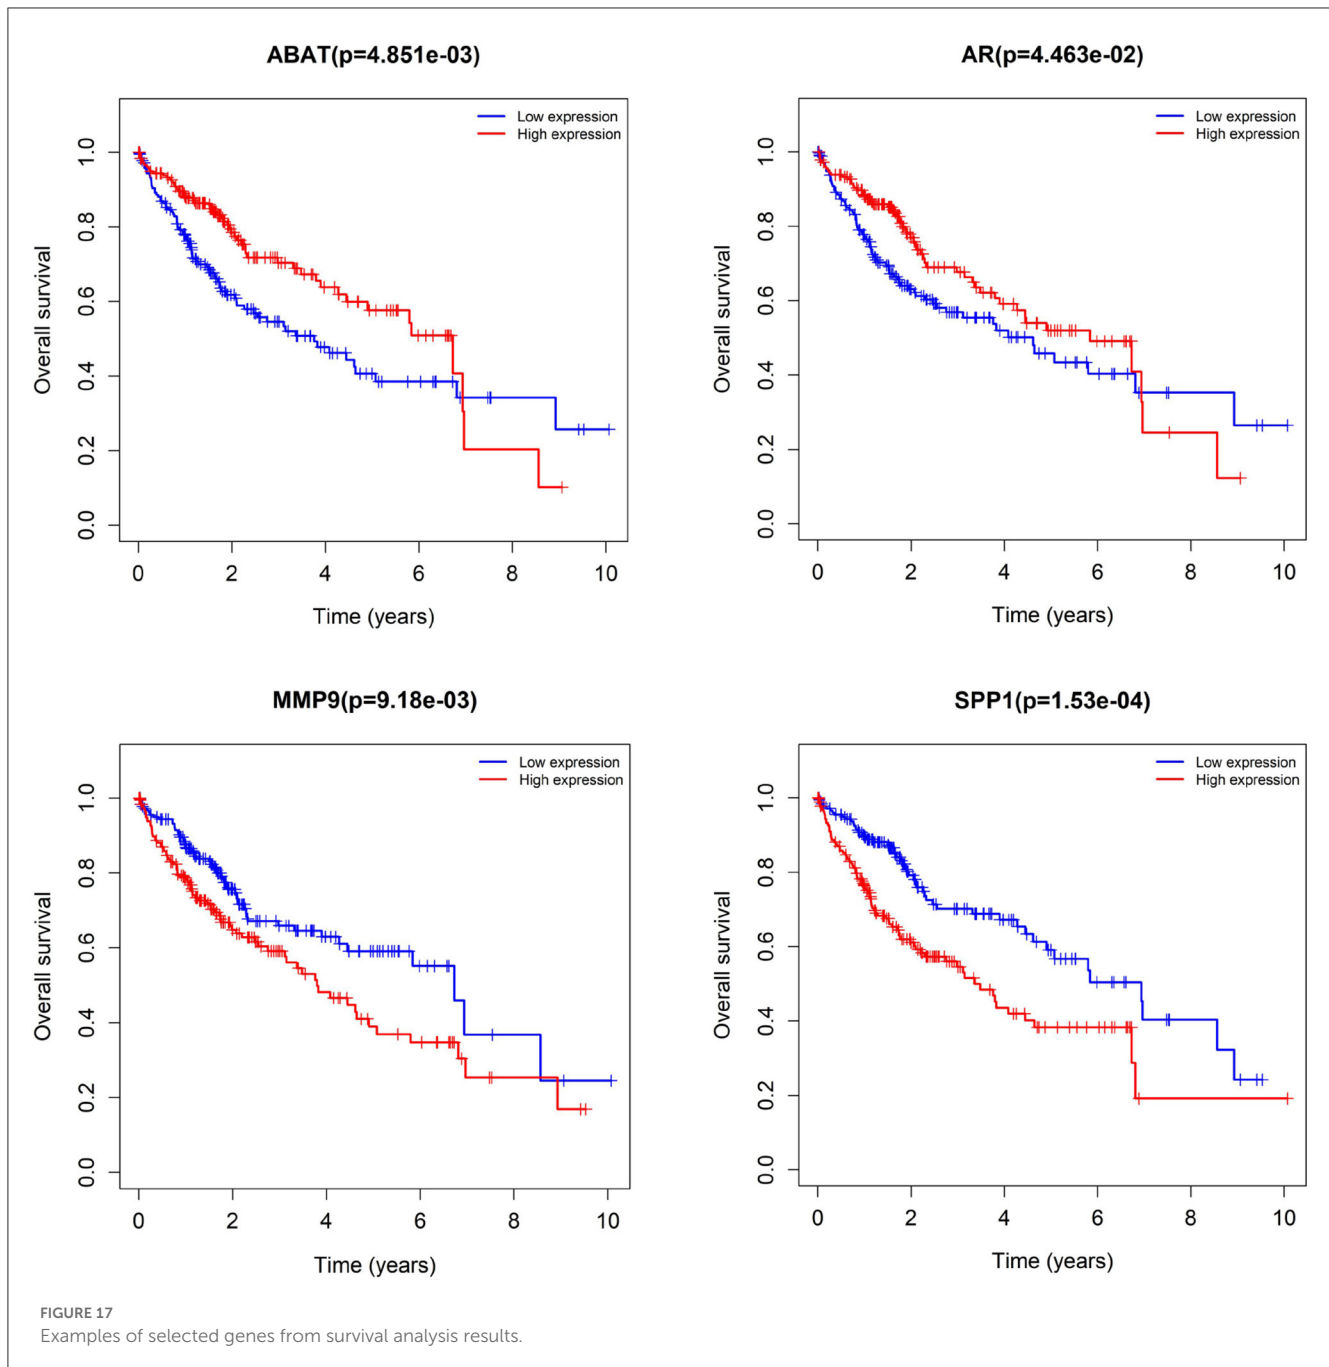 ABAT(p=4.851e-03)
Low expression
High expression
Overall survival
0.0 0.2 0.4 0.6 0.8 1.0
0 2 4 6 8 10
Time (years)
AR(p=4.463e-02)
Low expression
High expression
Overall survival
0.0 0.2 0.4 0.6 0.8 1.0
0 2 4 6 8 10
Time (years)
MMP9(p=9.18e-03)
Low expression
High expression
Overall survival
0.0 0.2 0.4 0.6 0.8 1.0
0 2 4 6 8 10
Time (years)
SPP1(p=1.53e-04)
Low expression
High expression
Overall survival
0.0 0.2 0.4 0.6 0.8 1.0
0 2 4 6 8 10
Time (years)
FIGURE 17
Examples of selected genes from survival analysis results.